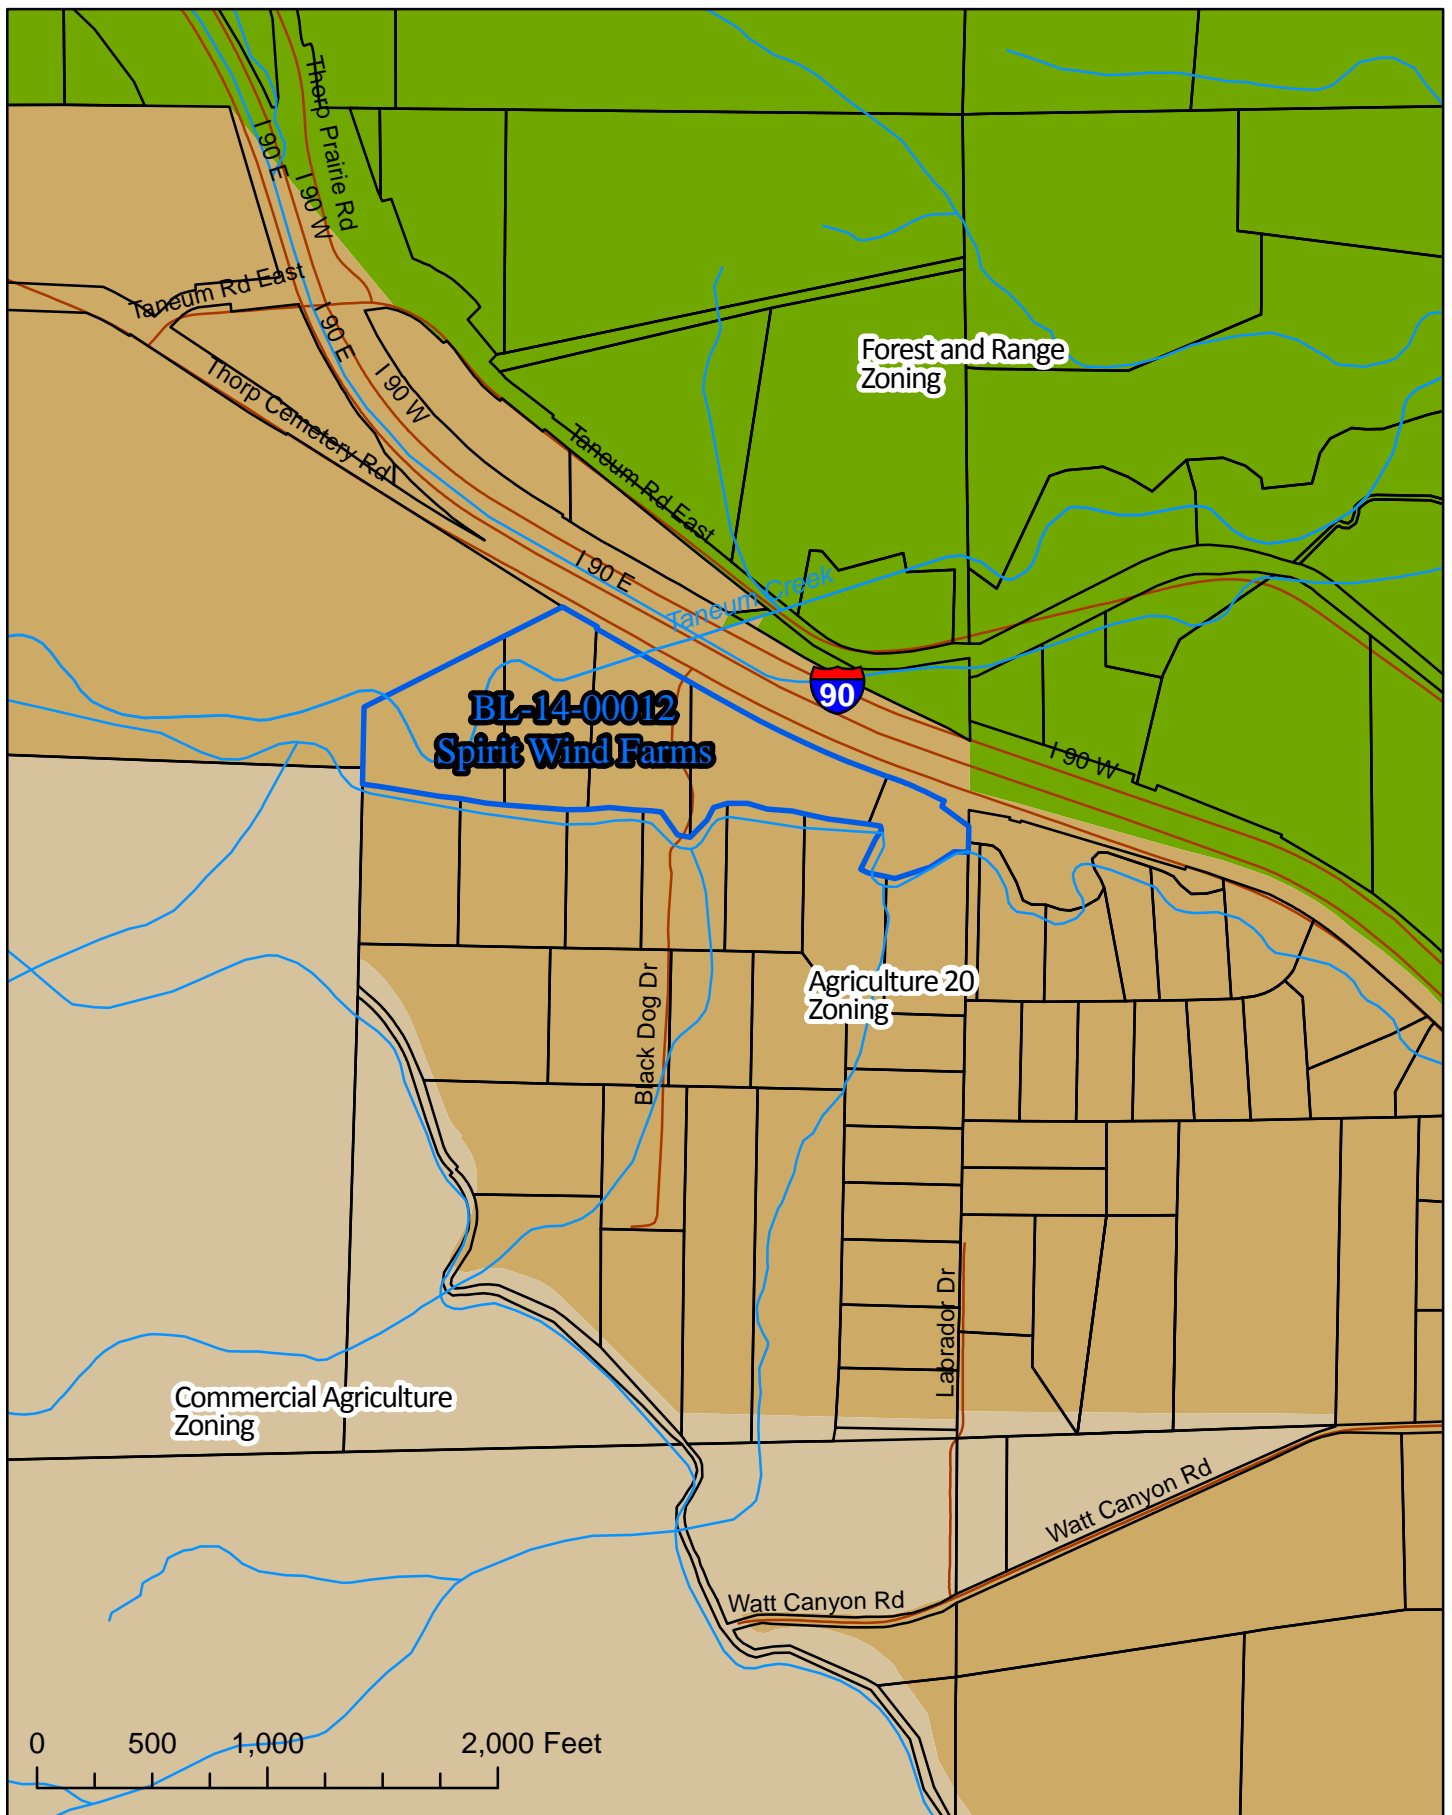 Thorp Prairie Rd
I 90 E
I 90 W
Taneum Rd East
I 90 E
I 90 W
Thorp Cemetery Rd
Forest and Range
Zoning
Taneum Rd East
I 90 E
Taneum Creek
90
BL-14-00012
Spirit Wind Farms
I 90 W
Agriculture 20
Zoning
Black Dog Dr
Labrador Dr
Commercial Agriculture
Zoning
Watt Canyon Rd
Watt Canyon Rd
0 500 1,000 2,000 Feet